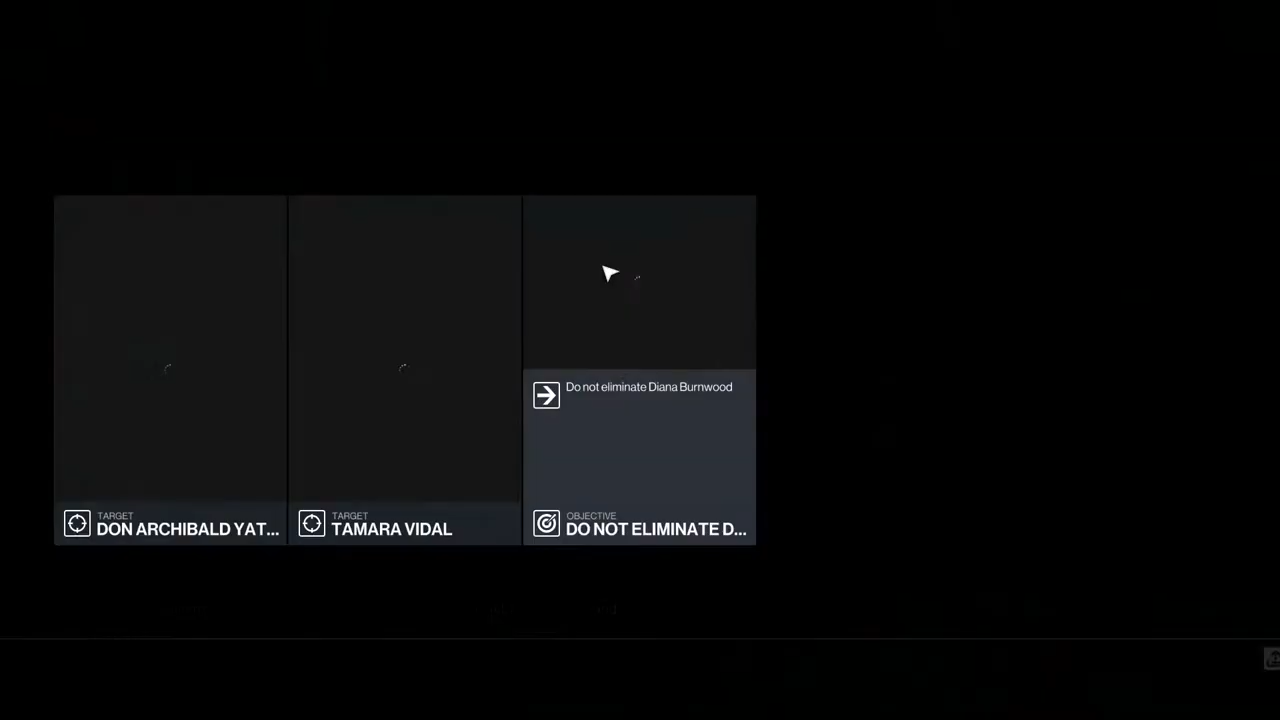 TARGET
DON ARCHIBALD YAT...
TARGET
TAMARA VIDAL
Do not eliminate Diana Burnwood
OBJECTIVE
DO NOT ELIMINATE D...